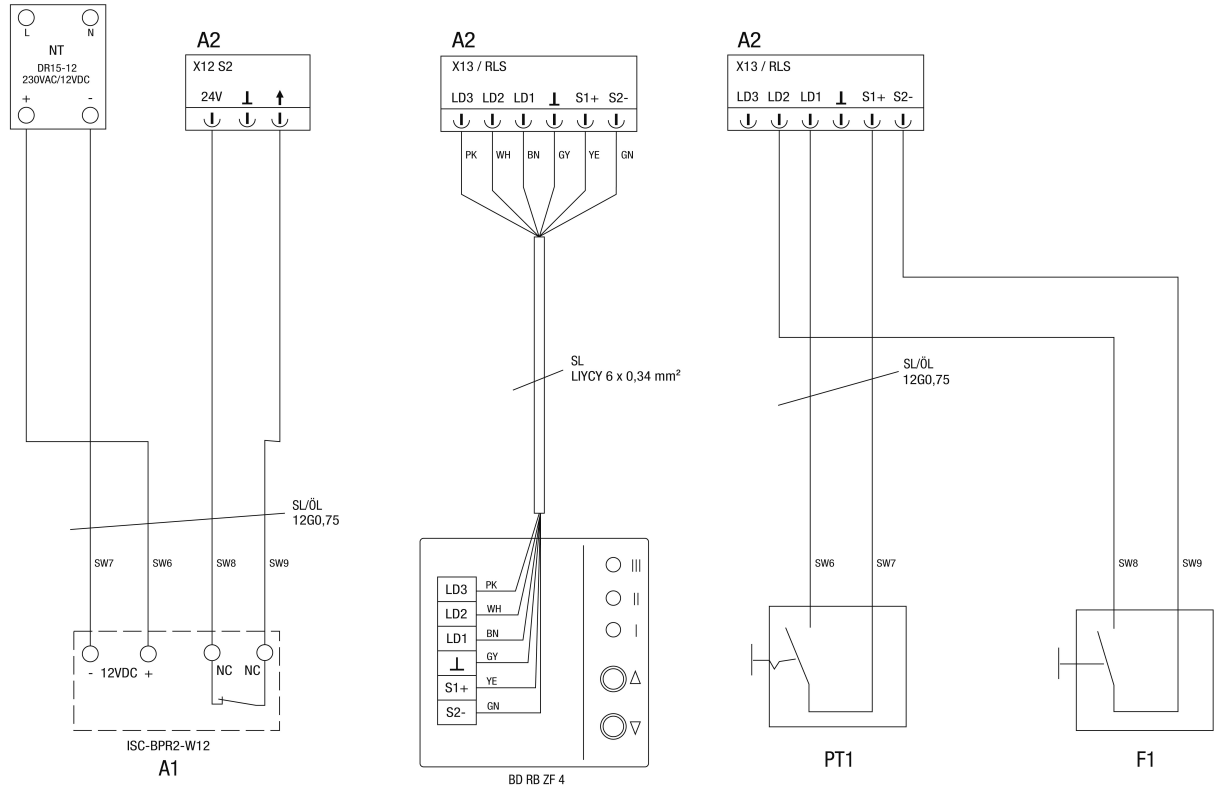 L N
NT
DR15-12
230VAC/12VDC
+ -
A2
X12 S2
24V ⊥ ↑
SL/ÖL
12G0,75
SW7 SW6 SW8 SW9
- 12VDC + NC NC
ISC-BPR2-W12
A1
A2
X13 / RLS
LD3 LD2 LD1 ⊥ S1+ S2-
PK WH BN GY YE GN
SL
LIYCY 6 x 0,34 mm²
LD3 PK
LD2 WH
LD1 BN
⊥ GY
S1+ YE
S2- GN
III
II
I
△
▽
BD RB ZF 4
A2
X13 / RLS
LD3 LD2 LD1 ⊥ S1+ S2-
SL/ÖL
12G0,75
SW6 SW7 SW8 SW9
PT1
F1